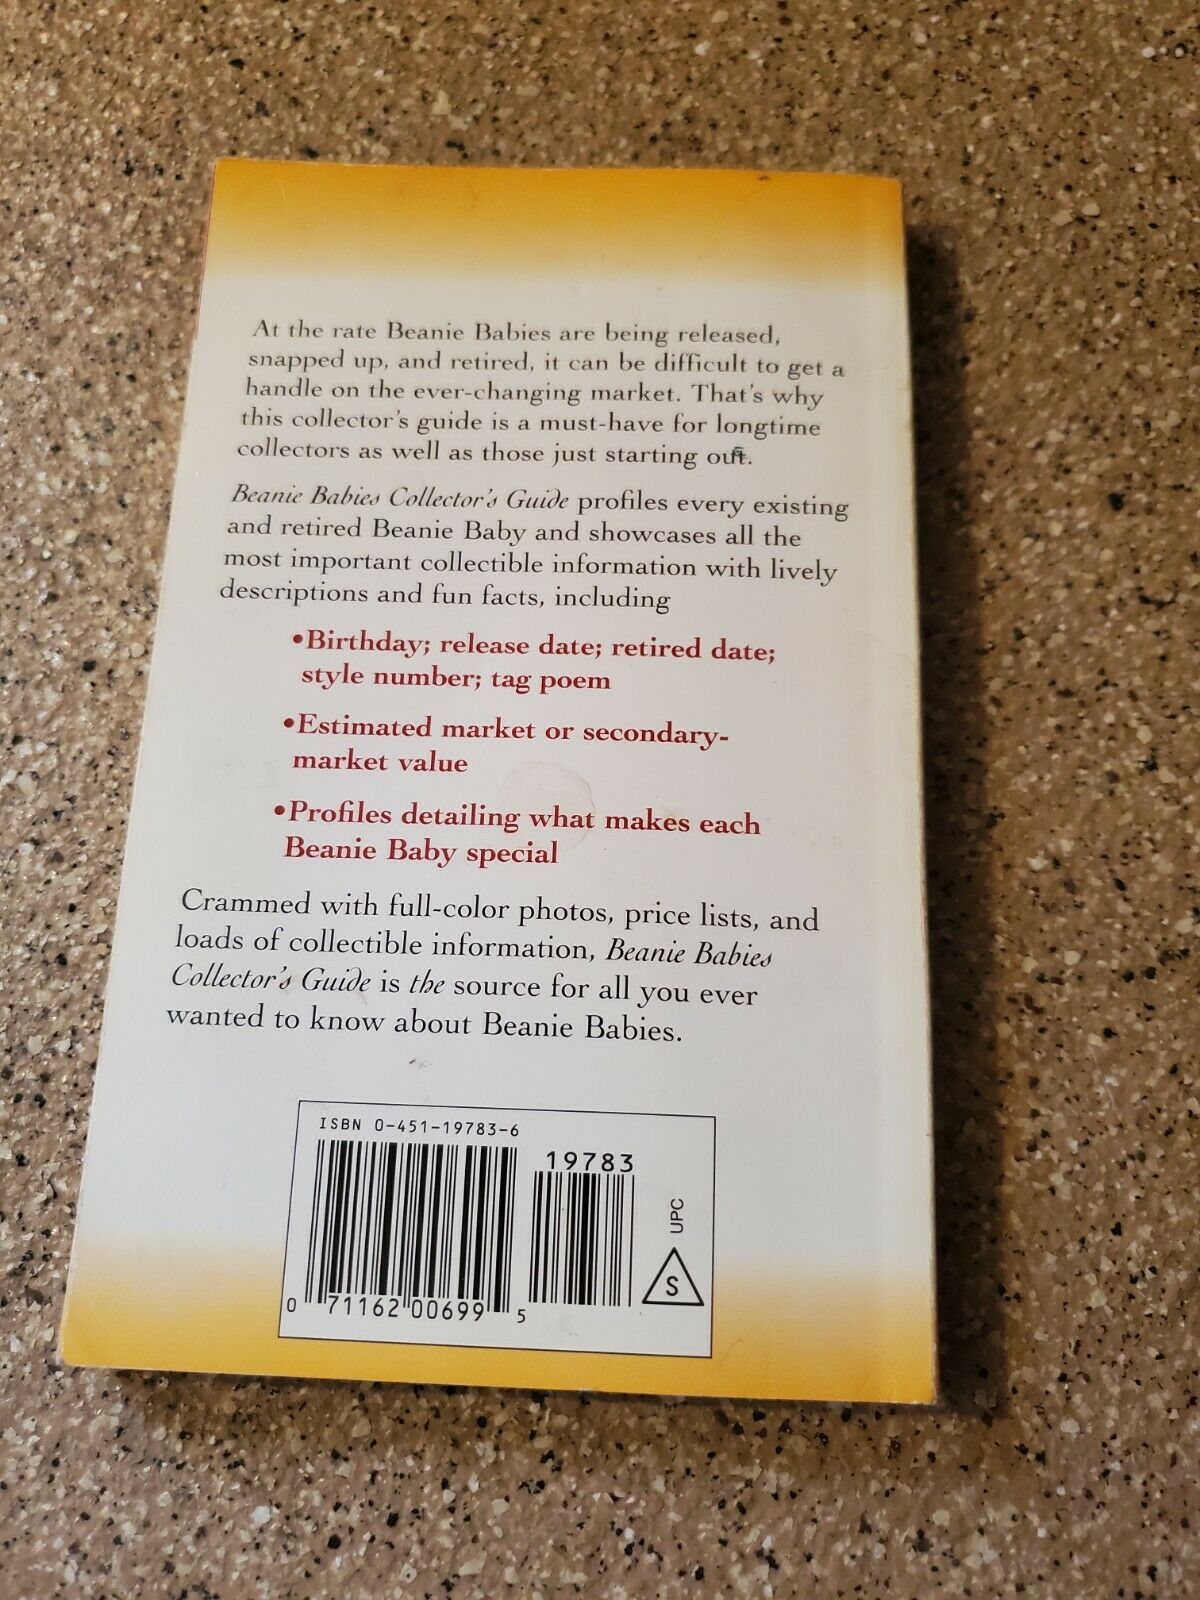 At the rate Beanie Babies are being released,
snapped up, and retired, it can be difficult to get a
handle on the ever-changing market. That's why
this collector's guide is a must-have for longtime
collectors as well as those just starting out.
Beanie Babies Collector's Guide profiles every existing
and retired Beanie Baby and showcases all the
most important collectible information with lively
descriptions and fun facts, including
•Birthday; release date; retired date;
style number; tag poem
•Estimated market or secondary-
market value
•Profiles detailing what makes each
Beanie Baby special
Crammed with full-color photos, price lists, and
loads of collectible information, Beanie Babies
Collector's Guide is the source for all you ever
wanted to know about Beanie Babies.
ISBN 0-451-19783-6
19783
0 71162 00699 5
UPC
S